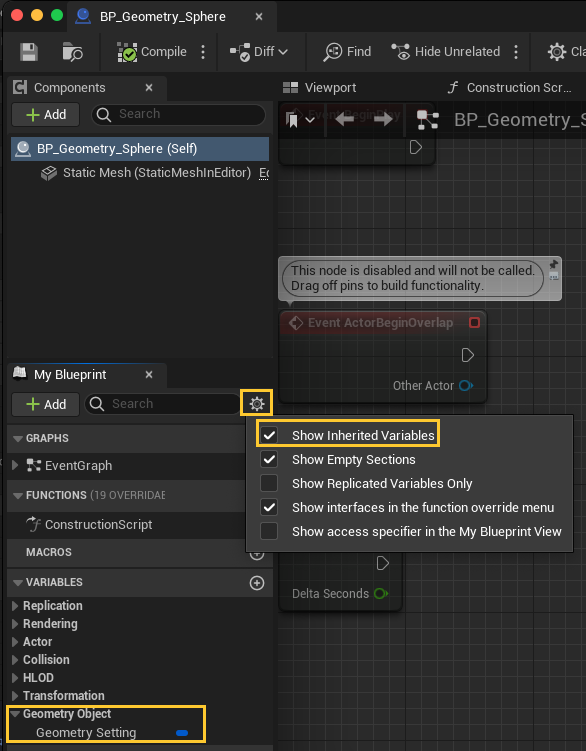 BP_Geometry_Sphere
Compile
Diff
Find
Hide Unrelated
Cla
Components
Viewport
Construction Scr...
Add
Search
Event BeginPlay
BP_Geometry_S
BP_Geometry_Sphere (Self)
Static Mesh (StaticMeshInEditor)
Ec
This node is disabled and will not be called.
Drag off pins to build functionality.
Event ActorBeginOverlap
Other Actor
My Blueprint
Add
Search
Show Inherited Variables
Show Empty Sections
Show Replicated Variables Only
Show interfaces in the function override menu
Show access specifier in the My Blueprint View
GRAPHS
EventGraph
FUNCTIONS (19 OVERRIDAB
ConstructionScript
MACROS
VARIABLES
Delta Seconds
Replication
Rendering
Actor
Collision
HLOD
Transformation
Geometry Object
Geometry Setting